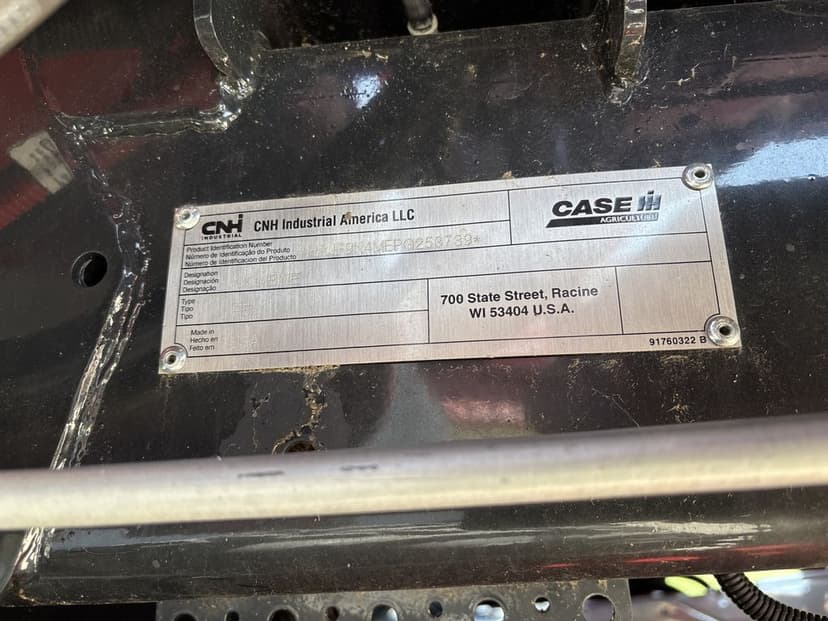 CNH INDUSTRIAL CNH Industrial America LLC
CASE IH AGRICULTURE
Product Identification Number
Número de Identificação do Produto
Número de Identificación del Producto
Designation
Designación
Designação
Type
Tipo
Tipo
700 State Street, Racine
WI 53404 U.S.A.
Made in
Hecho en
Feito em
91760322 B